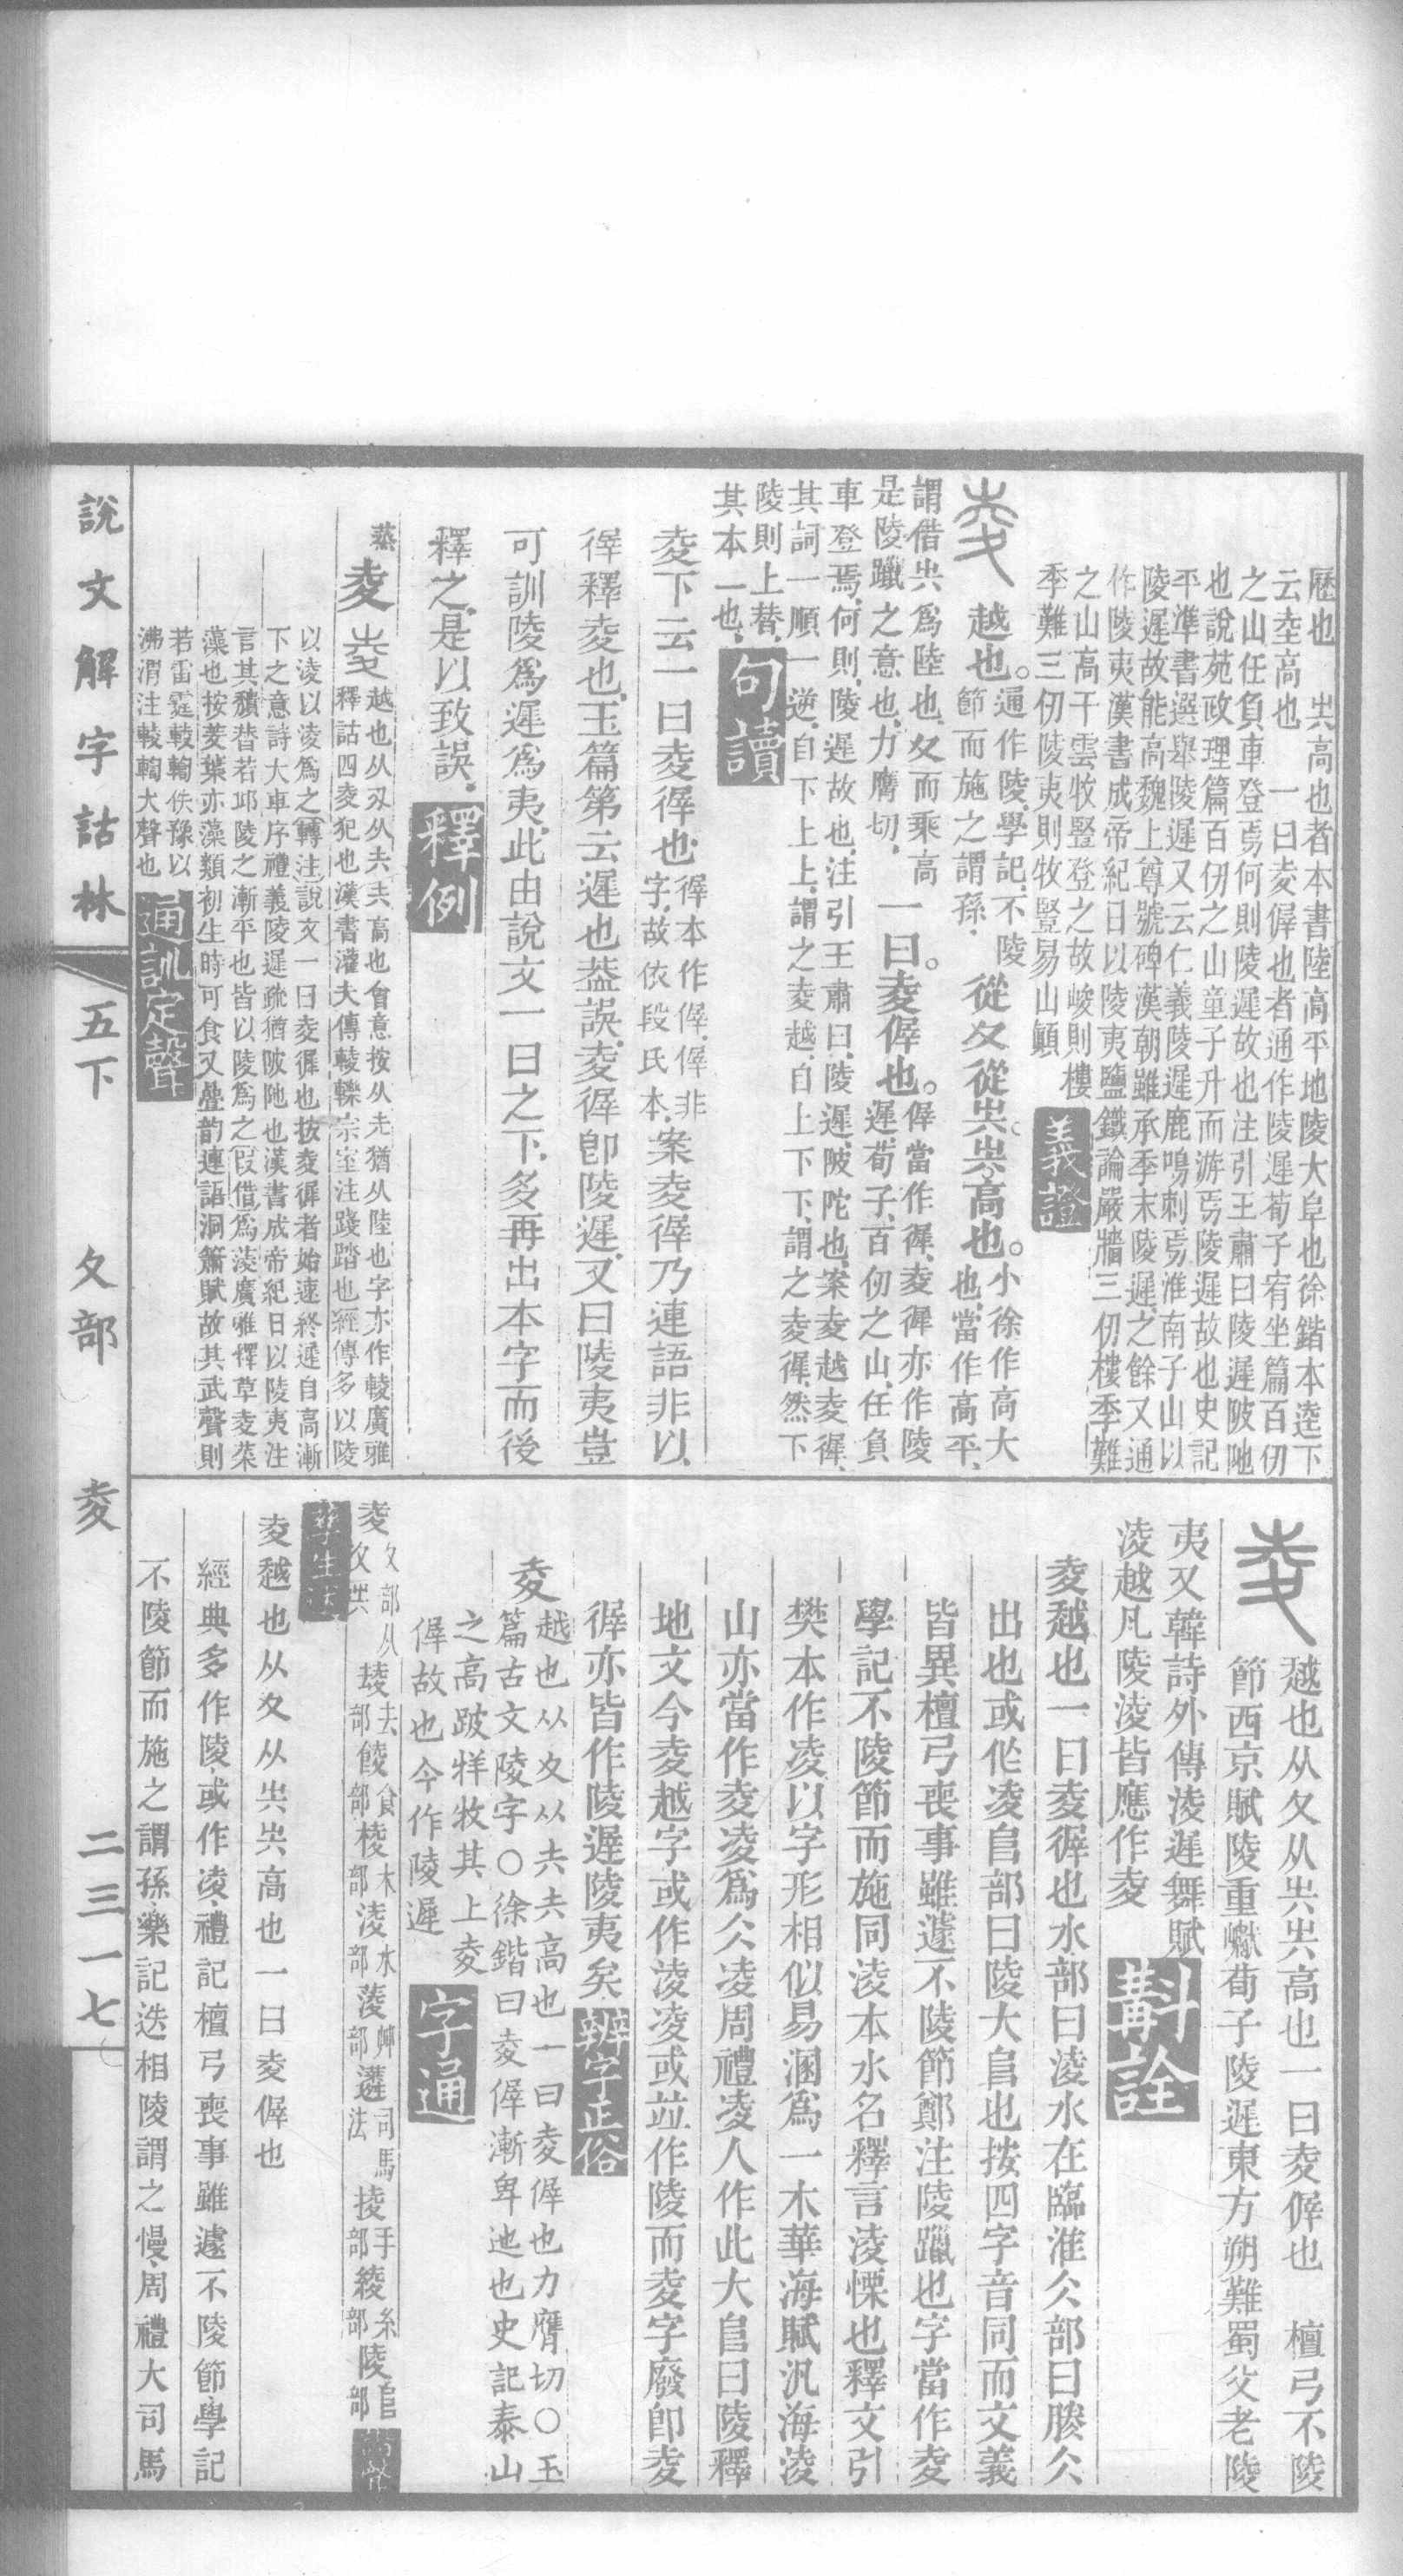 歷也　𡴆高也者本書陸高平地陵大阜也徐鍇本逵下
云坴高也　一曰夌㣪也者通作陵遲荀子宥坐篇百仞
之山任負車登焉何則陵遲故也注引王肅曰陵遲陂阤
也說苑政理篇百仞之山童子升而游焉陵遲故也史記
平準書選舉陵遲又云仁義陵遲鹿鳴刺焉淮南子山以
陵遲故能高魏上尊號碑漢朝雖承季末陵遲之餘又通
作陵夷漢書成帝紀日以陵夷鹽鐵論嚴牆三仞樓季難
之山高干雲牧豎登之故峻則樓
季難三仞陵夷則牧豎易山顚
義證
夌　越也。通作陵學記不陵
節而施之謂孫
從夊從𡴆𡴆高也。小徐作高大
也當作高平
謂借𡴆爲陸也夊而乘高
是陵躐之意也力膺切
一曰。夌㣪也。㣪當作徲夌徲亦作陵
遲荀子百仞之山任負
車登焉何則陵遲故也注引王肅曰陵遲陂陀也案夌越夌徲
其詞一順一逆自下上上謂之夌越自上下下謂之夌徲然下
陵則上替
其本一也
句讀
夌下云一曰夌徲也徲本作㣪㣪非
字故依段氏本
案夌徲乃連語非以
徲釋夌也玉篇第云遲也葢誤夌徲卽陵遲又曰陵夷豈
可訓陵爲遲爲夷此由說文一曰之下多再出本字而後
釋之是以致誤
釋例
蒸
夌　越也从夊从圥圥高也會意按从圥猶从陸也字亦作輘廣雅
釋詁四夌犯也漢書灌夫傳輘轢宗室注踐踏也經傳多以陵
以淩以凌爲之轉注說文一曰夌徲也按夌徲者始速終遲自高漸
下之意詩大車序禮義陵遲疏猶陂阤也漢書成帝紀日以陵夷注
言其穨替若邱陵之漸平也皆以陵爲之假借爲蔆廣雅釋草夌茱
藻也按菱葉亦藻類初生時可食又疊韵連語洞簫賦故其武聲則
若雷霆輘輷佚豫以
沸渭注輘輷大聲也
通訓定聲
夌　越也从夊从𡴆𡴆高也一曰夌㣪也　檀弓不陵
節西京賦陵重巘荀子陵遲東方朔難蜀父老陵
夷又韓詩外傳淩遲舞賦
淩越凡陵淩皆應作夌
斠詮
夌越也一曰夌徲也水部曰淩水在臨淮仌部曰勝仌
出也或作凌𨸏部曰陵大𨸏也按四字音同而文義
皆異檀弓喪事雖遽不陵節鄭注陵躐也字當作夌
學記不陵節而施同淩本水名釋言淩慄也釋文引
樊本作凌以字形相似易溷爲一木華海賦汎海淩
山亦當作夌凌爲仌凌周禮凌人作此大𨸏曰陵釋
地文今夌越字或作淩凌或並作陵而夌字廢卽夌
徲亦皆作陵遲陵夷矣
辨字正俗
夌　越也从夊从圥圥高也一曰夌㣪也力膺切○玉
篇古文陵字○徐鍇曰夌㣪漸卑迆也史記泰山
之高跛牂牧其上夌
㣪故也今作陵遲
字通
夌夊部从夊𡴆　䔖去部　餕食部　棱木部　淩水部　蔆艸部　遴司馬法　掕手部　綾糸部　陵𨸏部
孳生述
夌越也从夊从𡴆𡴆高也一曰夌㣪也
經典多作陵或作凌禮記檀弓喪事雖遽不陵節學記
不陵節而施之謂孫樂記迭相陵謂之慢周禮大司馬
說文解字詁林
五下　夊部　夌　二三一七